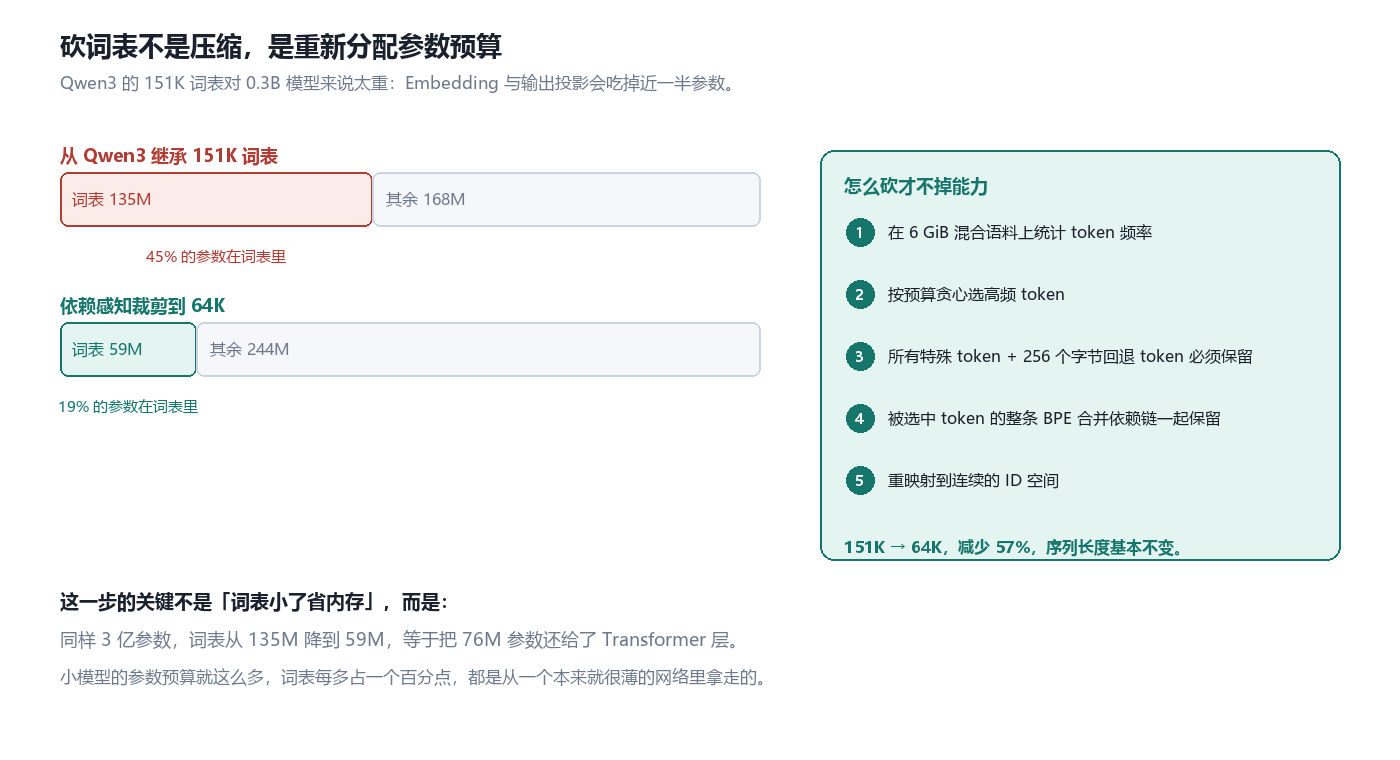 砍词表不是压缩，是重新分配参数预算
Qwen3 的 151K 词表对 0.3B 模型来说太重：Embedding 与输出投影会吃掉近一半参数。
从 Qwen3 继承 151K 词表
词表 135M
其余 168M
45% 的参数在词表里
依赖感知裁剪到 64K
词表 59M
其余 244M
19% 的参数在词表里
怎么砍才不掉能力
1 在 6 GiB 混合语料上统计 token 频率
2 按预算贪心选高频 token
3 所有特殊 token + 256 个字节回退 token 必须保留
4 被选中 token 的整条 BPE 合并依赖链一起保留
5 重映射到连续的 ID 空间
151K → 64K，减少 57%，序列长度基本不变。
这一步的关键不是「词表小了省内存」，而是：
同样 3 亿参数，词表从 135M 降到 59M，等于把 76M 参数还给了 Transformer 层。
小模型的参数预算就这么多，词表每多占一个百分点，都是从一个本来就很薄的网络里拿走的。